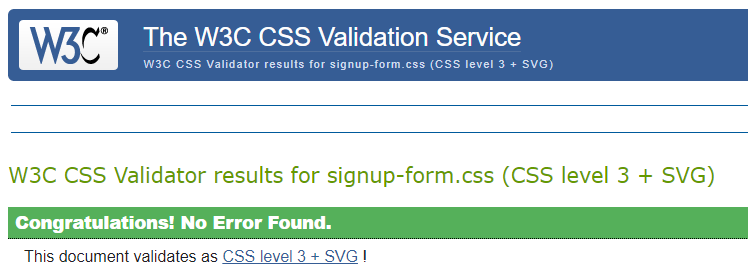 W3C®
The W3C CSS Validation Service
W3C CSS Validator results for signup-form.css (CSS level 3 + SVG)
W3C CSS Validator results for signup-form.css (CSS level 3 + SVG)
Congratulations! No Error Found.
This document validates as CSS level 3 + SVG !